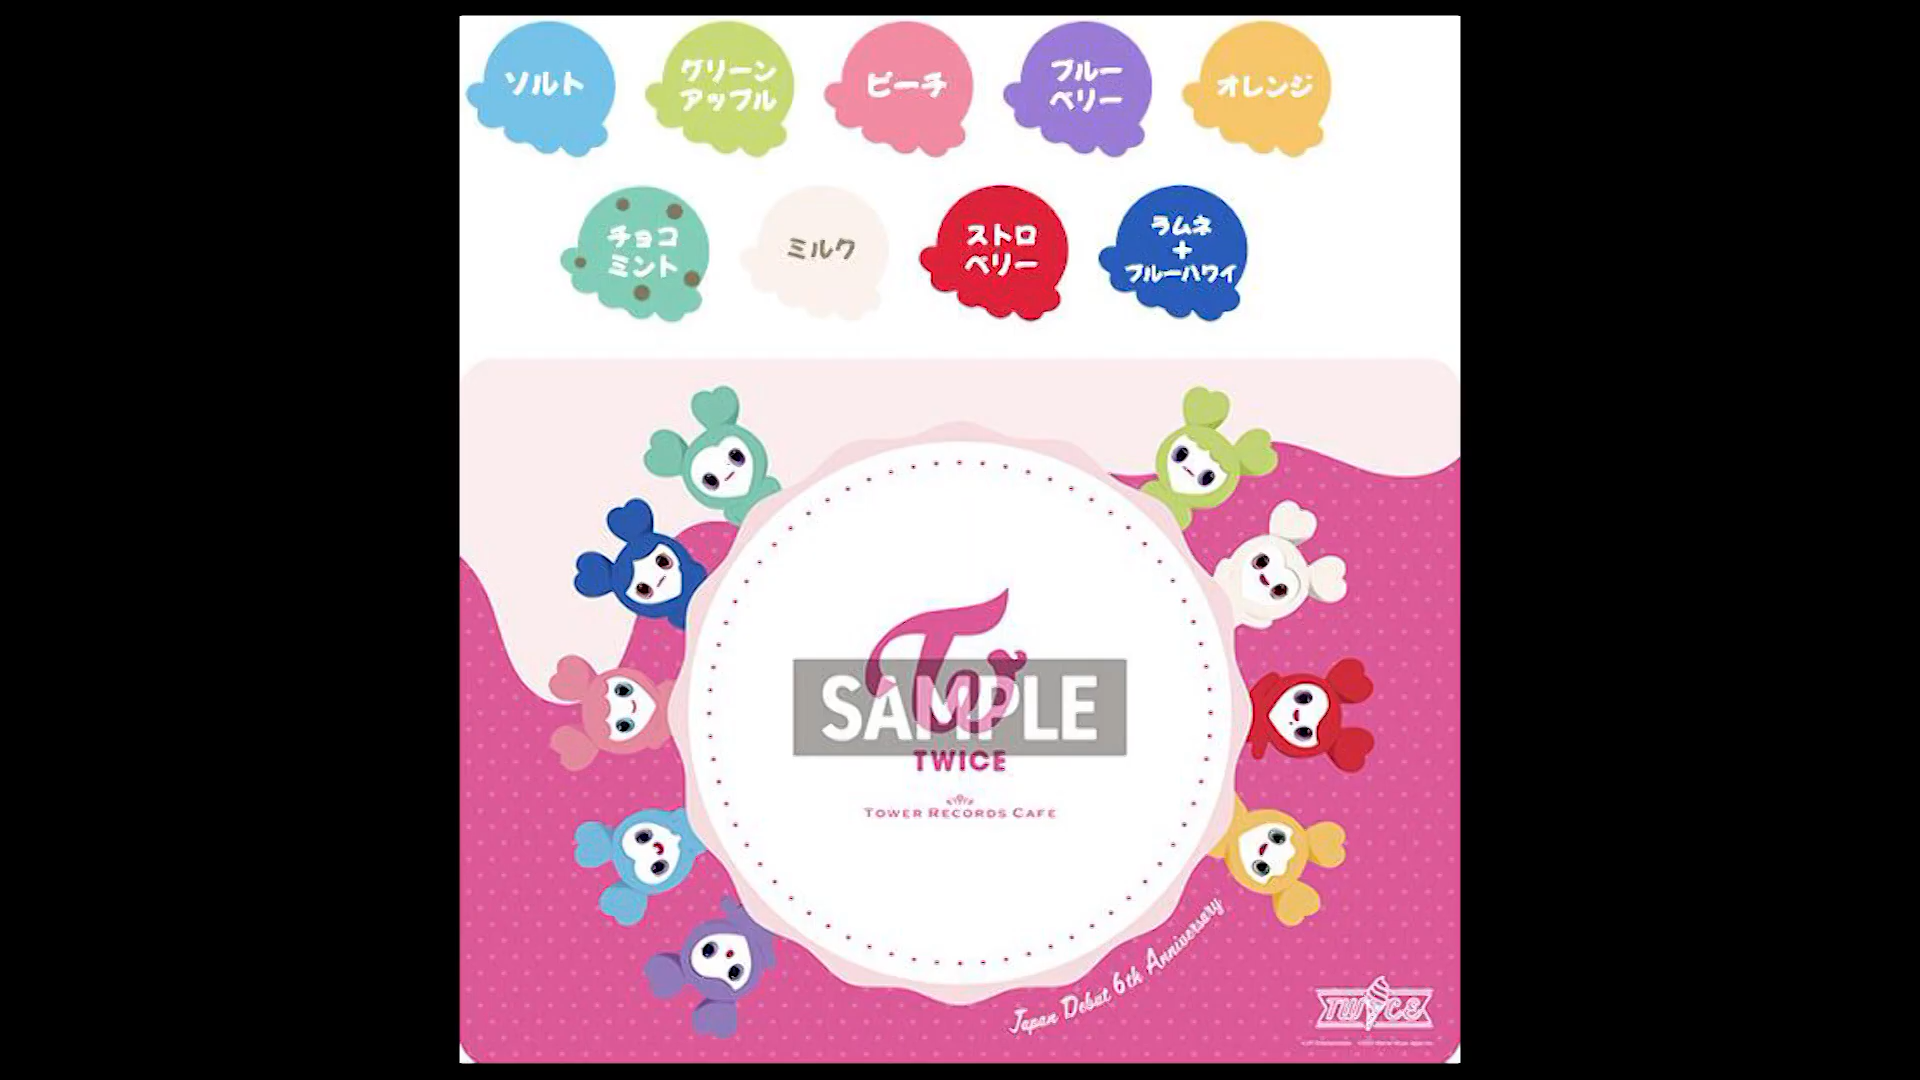 ソルト
グリーン
アップル
ピーチ
ブルー
ベリー
オレンジ
チョコ
ミント
ミルク
ストロ
ベリー
ラムネ
+
ブルーハワイ
SAMPLE
TWICE
TOWER RECORDS CAFE
Japan Debut 6th Anniversary
TWICE